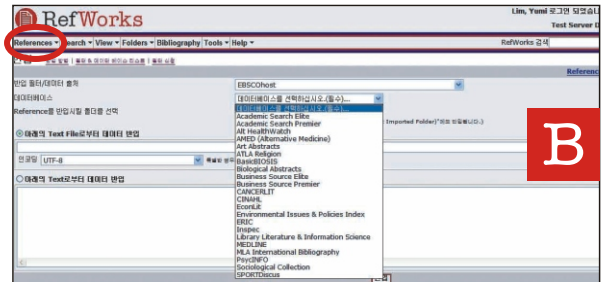 RefWorks
Lim, Yumi 로그인 되었습니
Test Server D
References Search View Folders Bibliography Tools Help
RefWorks 검색
Referenc
반입 필터/데이터 출처 EBSCOhost
데이터베이스 데이터베이스를 선택하십시오.(필수)...
Reference를 반입시킬 폴더를 선택
데이터베이스를 선택하십시오.(필수)...
Academic Search Elite
Academic Search Premier
Alt HealthWatch
Imported Folder)"
AMED (Alternative Medicine)
아래의 Text File로부터 데이터 반입
Art Abstracts
ATLA Religion
BasicBIOSIS
B
인코딩 UTF-8
Biological Abstracts
Business Source Elite
아래의 Text로부터 데이터 반입
Business Source Premier
CANCERLIT
CINAHL
EconLit
Environmental Issues & Policies Index
ERIC
Inspec
Library Literature & Information Science
MEDLINE
MLA International Bibliography
PsycINFO
Sociological Collection
SPORTDiscus